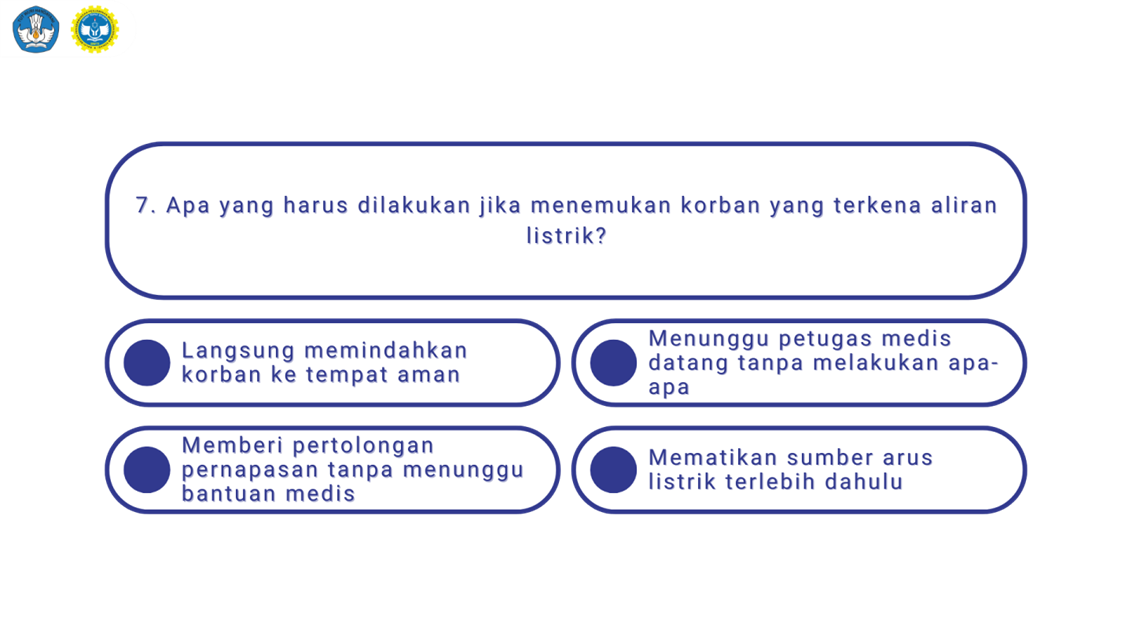 7. Apa yang harus dilakukan jika menemukan korban yang terkena aliran
listrik?
Langsung memindahkan
korban ke tempat aman
Menunggu petugas medis
datang tanpa melakukan apa-
apa
Memberi pertolongan
pernapasan tanpa menunggu
bantuan medis
Mematikan sumber arus
listrik terlebih dahulu